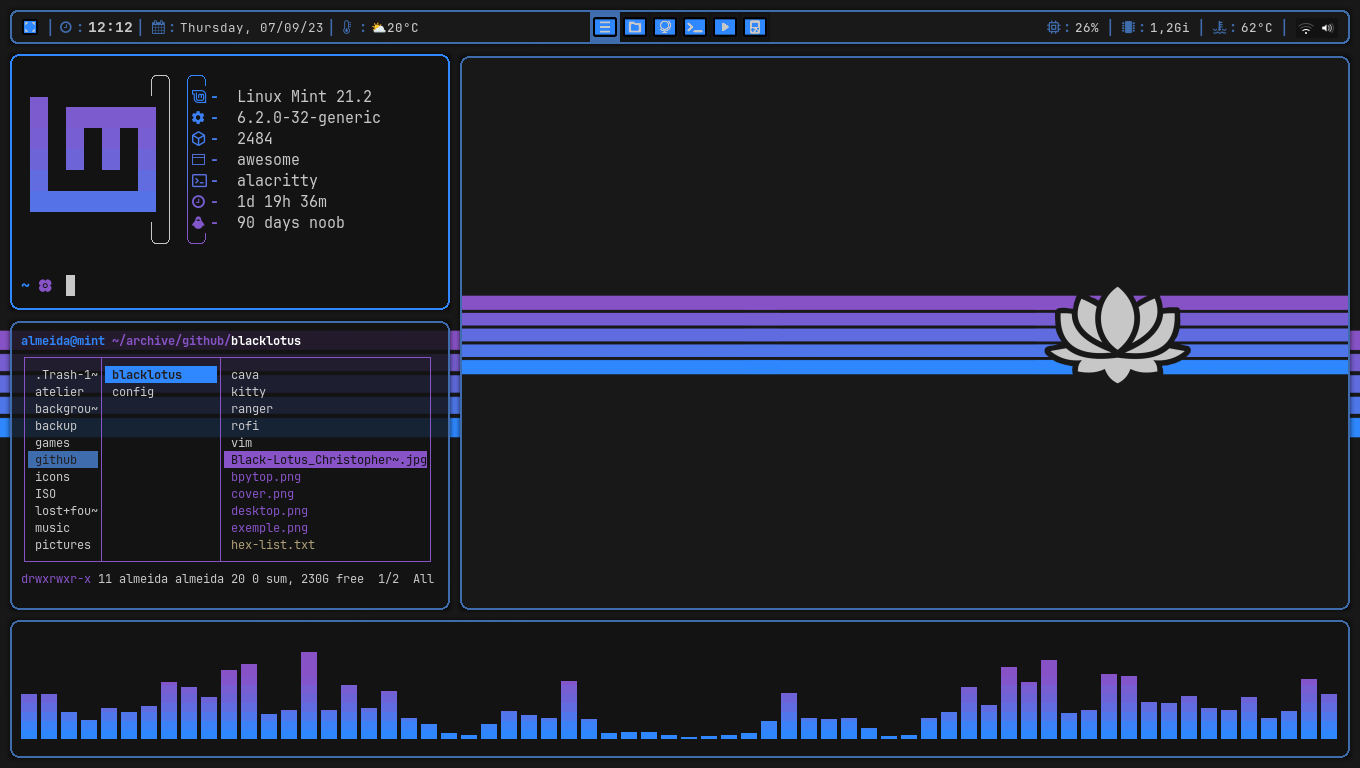 : 12:12 | : Thursday, 07/09/23 | : 20°C
: 26% | : 1,2Gi | : 62°C |
- Linux Mint 21.2
- 6.2.0-32-generic
- 2484
- awesome
- alacritty
- 1d 19h 36m
- 90 days noob
~
almeida@mint ~/archive/github/blacklotus
.Trash-1~ blacklotus cava
atelier config kitty
backgrou~ ranger
backup rofi
games vim
github Black-Lotus_Christopher~.jpg
icons bpytop.png
ISO cover.png
lost+fou~ desktop.png
music exemple.png
pictures hex-list.txt
drwxrwxr-x 11 almeida almeida 20 0 sum, 230G free 1/2 All